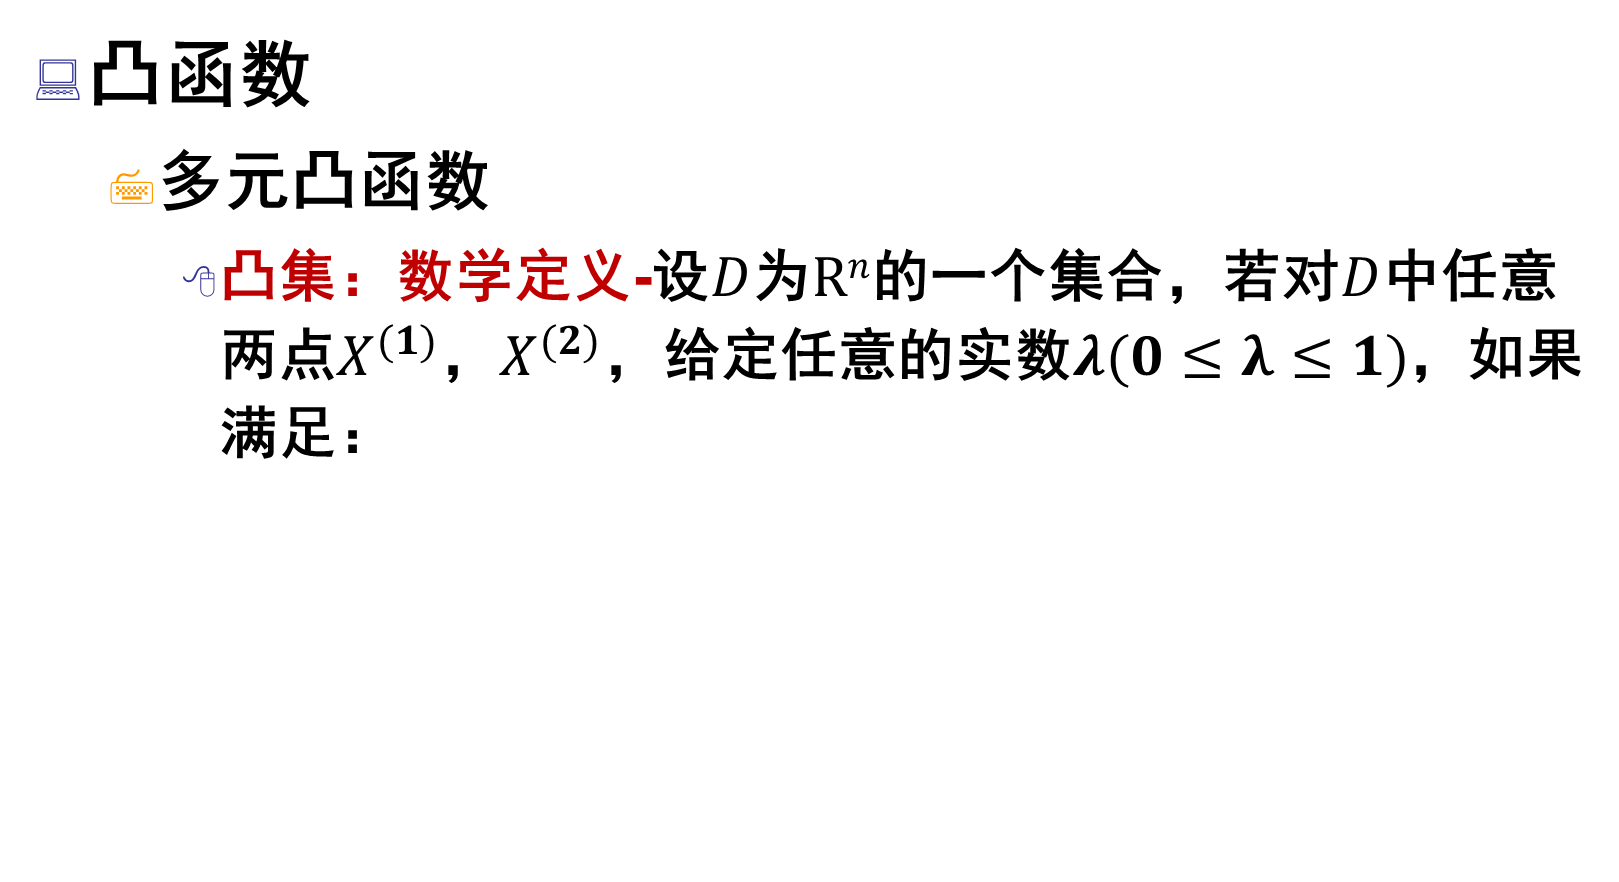 凸函数
多元凸函数
凸集：数学定义-设D为Rⁿ的一个集合，若对D中任意
两点X⁽¹⁾，X⁽²⁾，给定任意的实数λ(0 ≤ λ ≤ 1)，如果
满足：